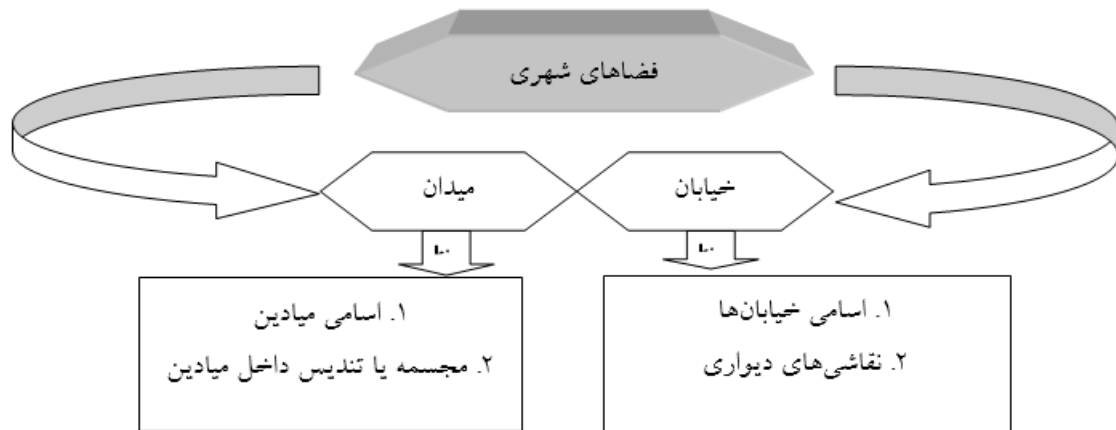 فضاهای شهری
خیابان
میدان
۱. اسامی خیابان‌ها
۲. نقاشی‌های دیواری
۱. اسامی میادین
۲. مجسمه یا تندیس داخل میادین